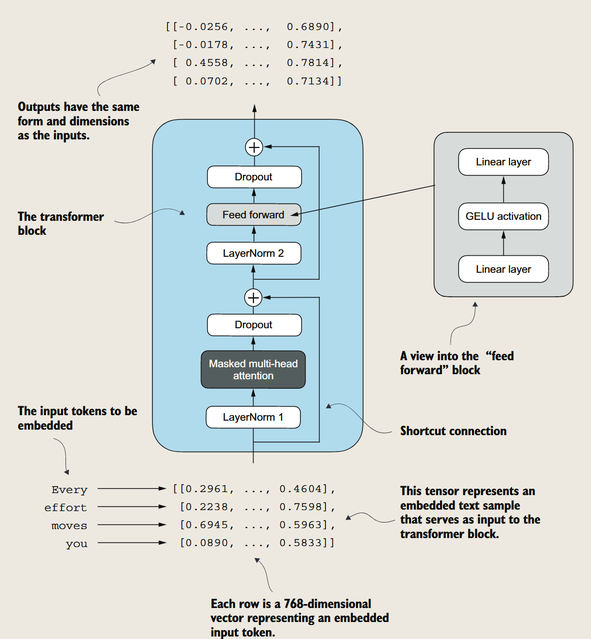 [[-0.0256, ..., 0.6890],
[-0.0178, ..., 0.7431],
[ 0.4558, ..., 0.7814],
[ 0.0702, ..., 0.7134]]
Outputs have the same
form and dimensions
as the inputs.
Dropout
Linear layer
The transformer
block
Feed forward
GELU activation
LayerNorm 2
Linear layer
Dropout
A view into the “feed
forward” block
Masked multi-head
attention
The input tokens to be
embedded
LayerNorm 1
Shortcut connection
Every
[[0.2961, ..., 0.4604],
effort
[0.2238, ..., 0.7598],
moves
[0.6945, ..., 0.5963],
you
[0.0890, ..., 0.5833]]
This tensor represents an
embedded text sample
that serves as input to the
transformer block.
Each row is a 768-dimensional
vector representing an embedded
input token.